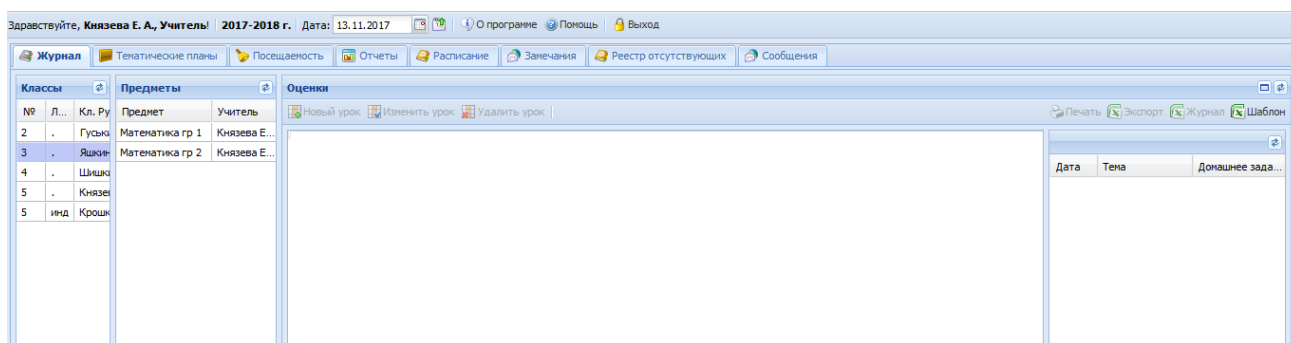 Здравствуйте, Князева Е. А., Учитель! 2017-2018 г. Дата: 13.11.2017 О программе Помощь Выход
Журнал Тематические планы Посещаемость Отчеты Расписание Замечания Реестр отсутствующих Сообщения
Классы Предметы Оценки
№ Л... Кл. Ру Предмет Учитель Новый урок Изменить урок Удалить урок Печать Экспорт Журнал Шаблон
2 . Гуськ Математика гр 1 Князева Е...
3 . Яшкин Математика гр 2 Князева Е...
Дата Тема Домашнее зада...
4 . Шишк
5 . Князе
5 инд Крошк